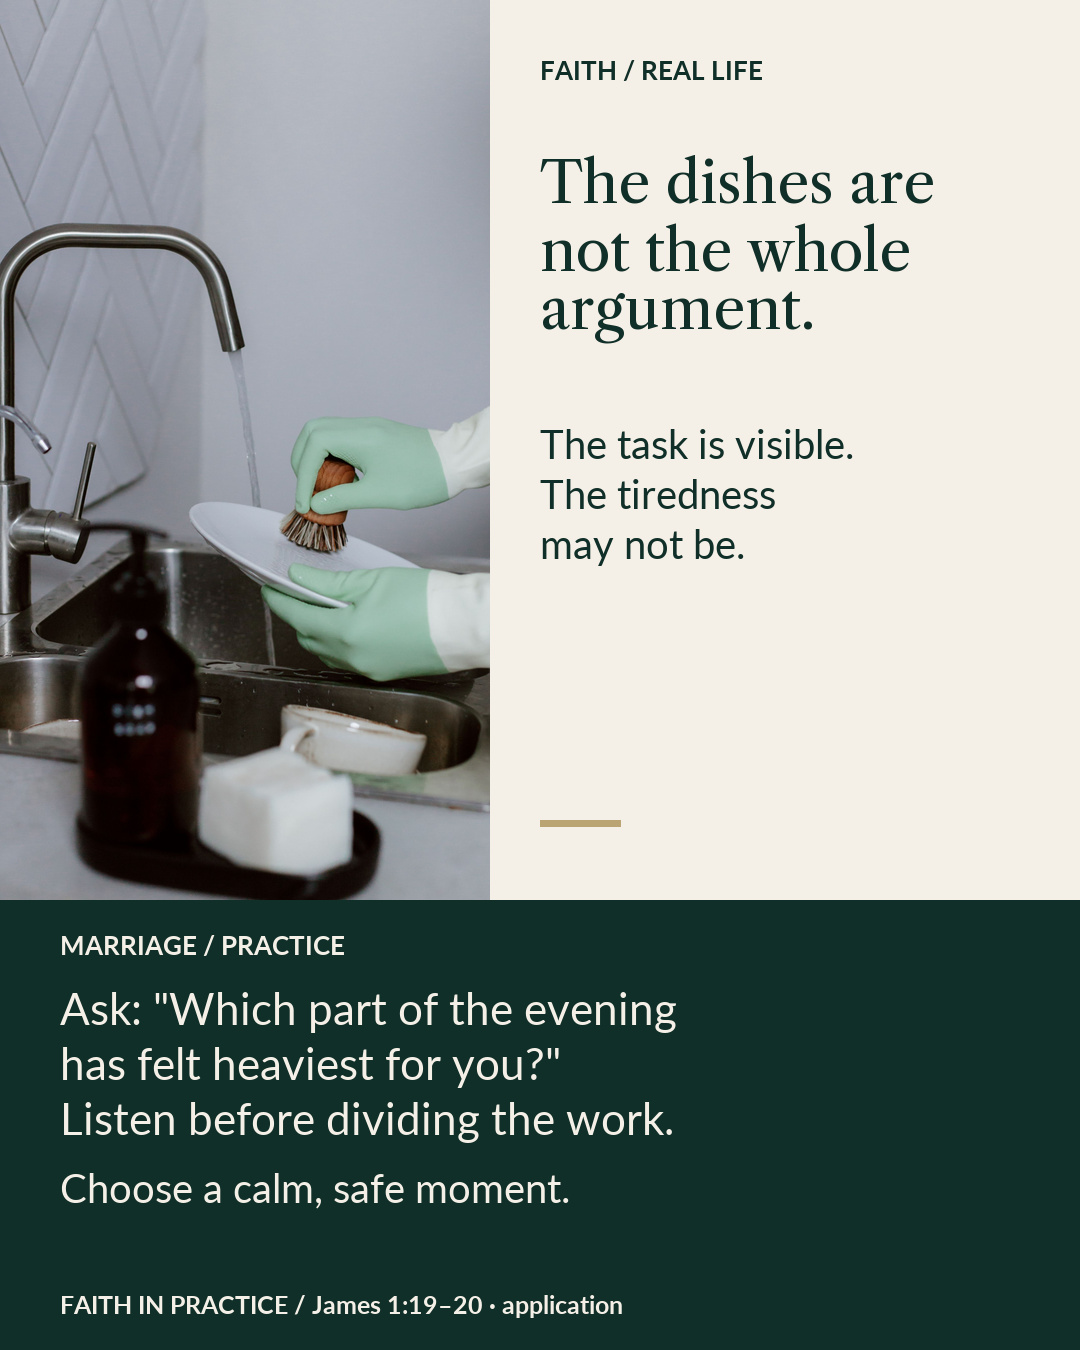 FAITH / REAL LIFE
The dishes are
not the whole
argument.
The task is visible.
The tiredness
may not be.
MARRIAGE / PRACTICE
Ask: "Which part of the evening
has felt heaviest for you?"
Listen before dividing the work.
Choose a calm, safe moment.
FAITH IN PRACTICE / James 1:19–20 · application